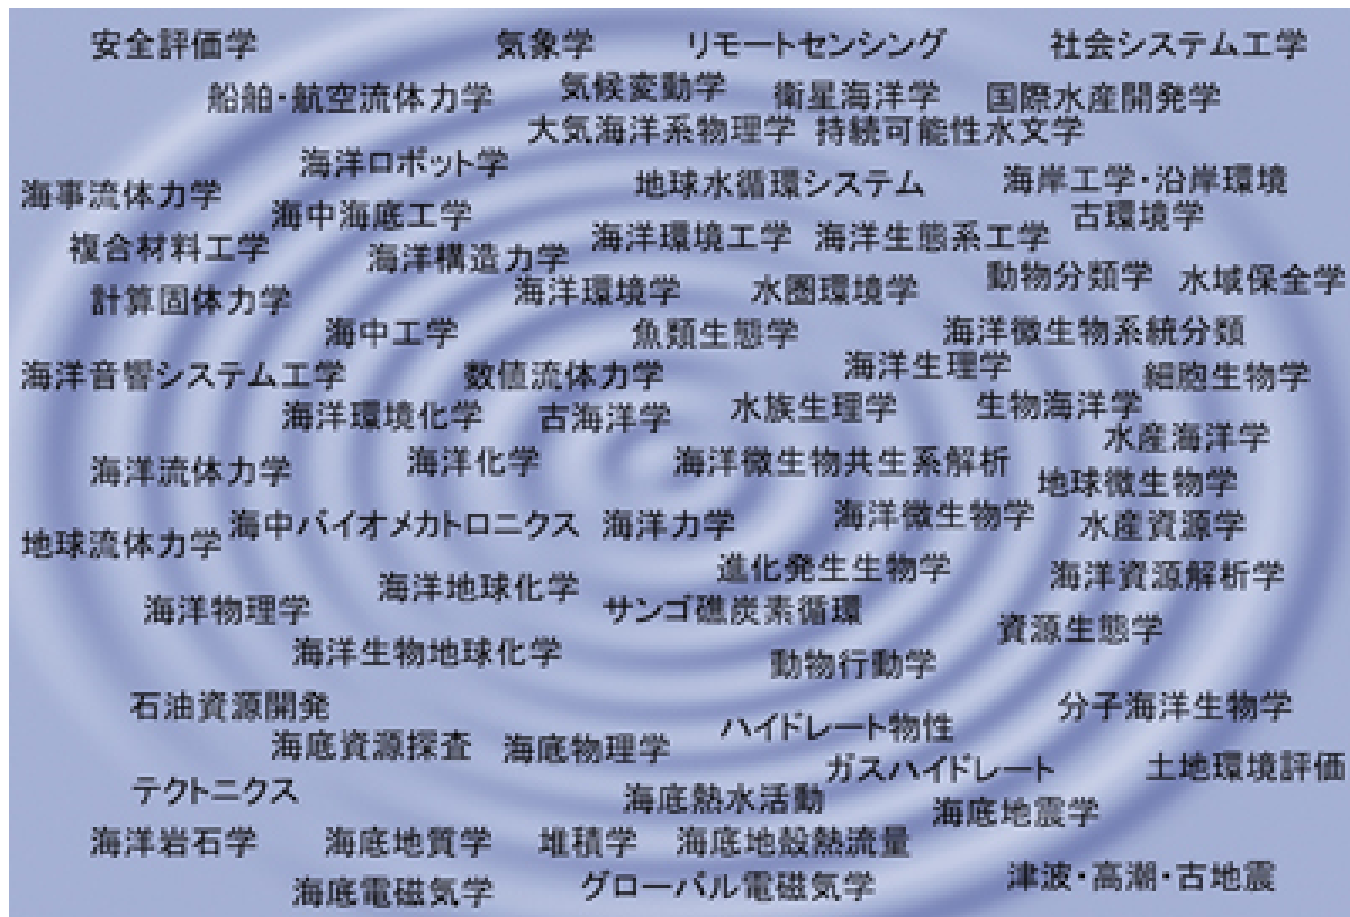 安全評価学 気象学 リモートセンシング 社会システム工学
船舶・航空流体力学 気候変動学 衛星海洋学 国際水産開発学
大気海洋系物理学 持続可能性水文学
海洋ロボット学
海事流体力学 地球水循環システム 海岸工学・沿岸環境
海中海底工学 古環境学
複合材料工学 海洋構造力学 海洋環境工学 海洋生態系工学
計算固体力学 海洋環境学 水圏環境学 動物分類学 水域保全学
海中工学 魚類生態学 海洋微生物系統分類
海洋音響システム工学 数値流体力学 海洋生理学 細胞生物学
海洋環境化学 古海洋学 水族生理学 生物海洋学
水産海洋学
海洋流体力学 海洋化学 海洋微生物共生系解析
地球微生物学
地球流体力学 海中バイオメカトロニクス 海洋力学 海洋微生物学 水産資源学
海洋地球化学 進化発生生物学 海洋資源解析学
海洋物理学 サンゴ礁炭素循環
資源生態学
海洋生物地球化学 動物行動学
石油資源開発 分子海洋生物学
海底資源探査 海底物理学 ハイドレート物性
テクトニクス ガスハイドレート 土地環境評価
海底熱水活動 海底地震学
海洋岩石学 海底地質学 堆積学 海底地殻熱流量
海底電磁気学 グローバル電磁気学 津波・高潮・古地震